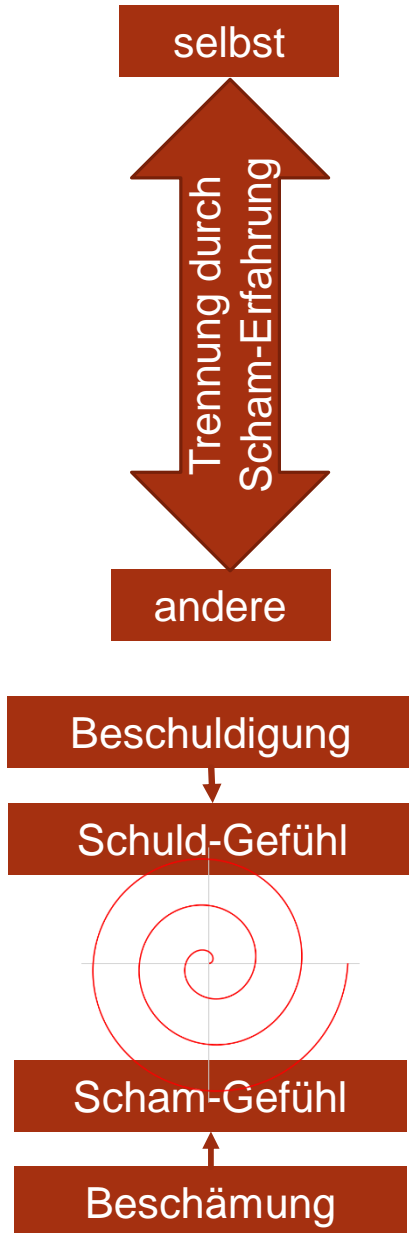 selbst
Trennung durch
Scham-Erfahrung
andere
Beschuldigung
Schuld-Gefühl
Scham-Gefühl
Beschämung